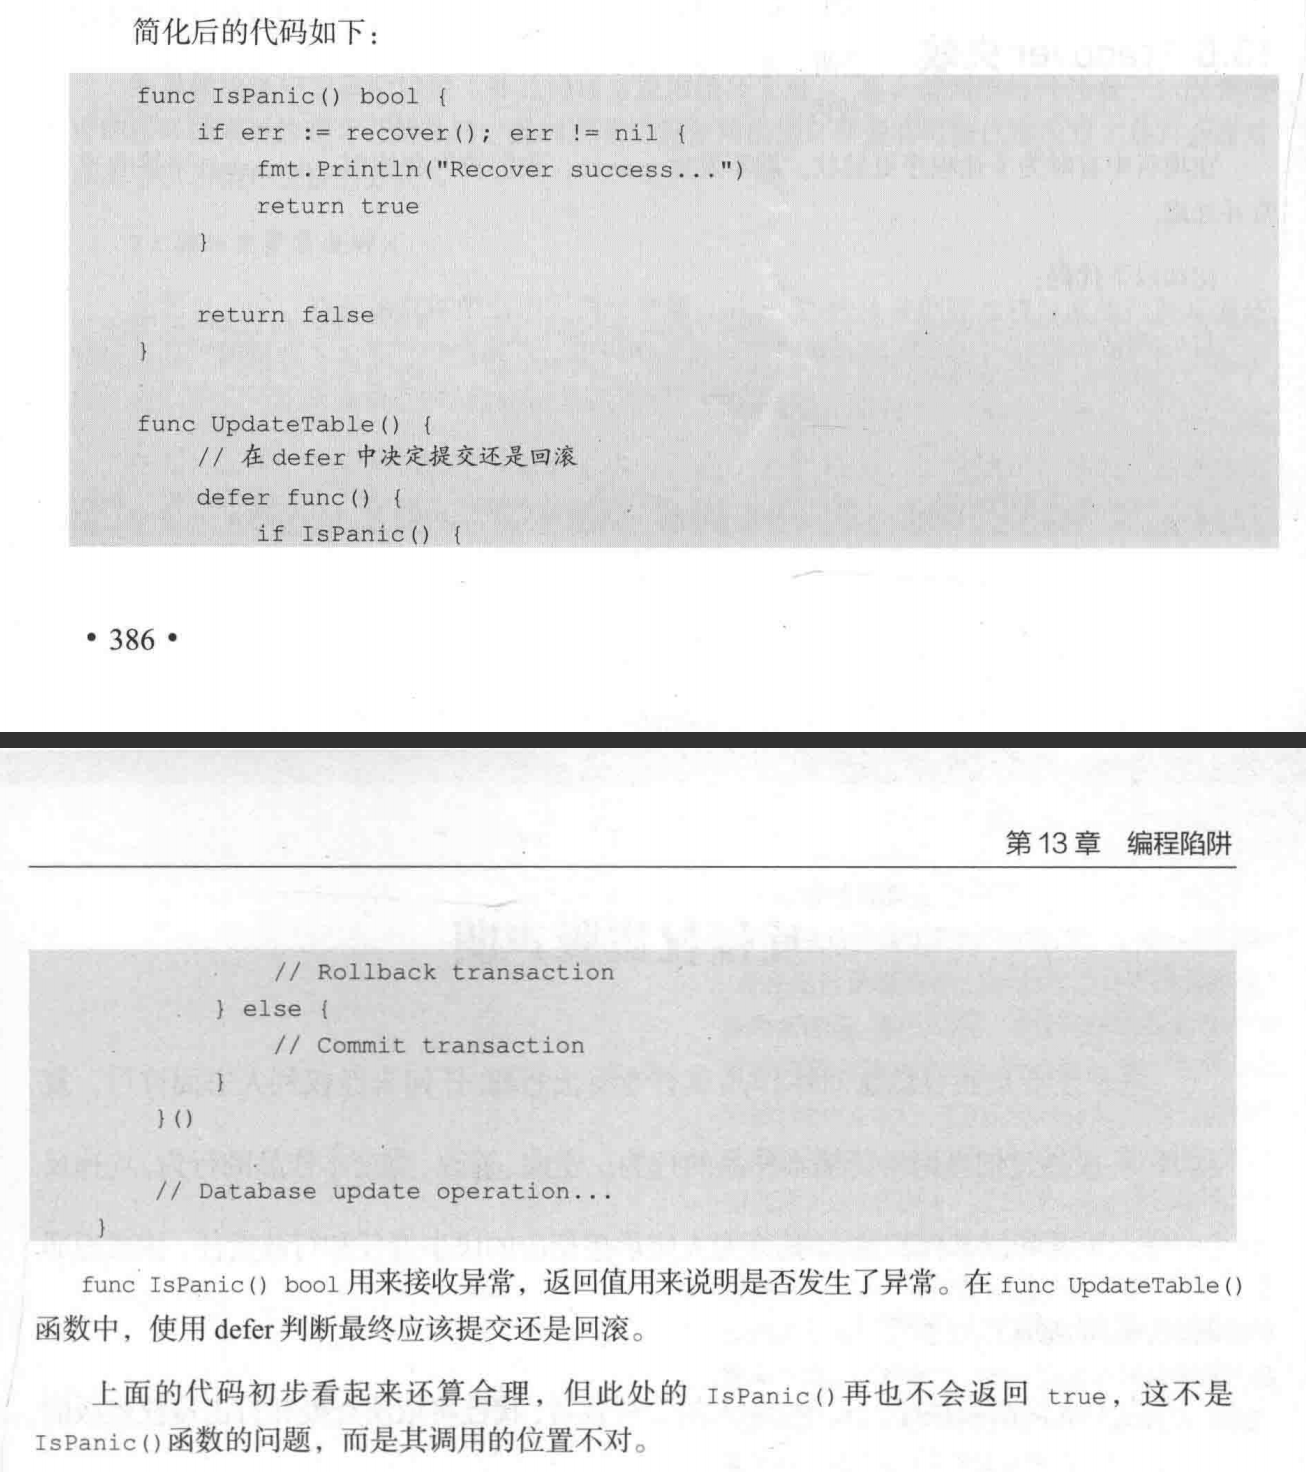 简化后的代码如下：
func IsPanic() bool {
    if err := recover(); err != nil {
        fmt.Println("Recover success...")
        return true
    }

    return false
}

func UpdateTable() {
    // 在 defer 中决定提交还是回滚
    defer func() {
        if IsPanic() {
• 386 •
第 13 章　编程陷阱
            // Rollback transaction
        } else {
            // Commit transaction
        }
    }()

    // Database update operation...
}
func IsPanic() bool 用来接收异常，返回值用来说明是否发生了异常。在 func UpdateTable()
函数中，使用 defer 判断最终应该提交还是回滚。
上面的代码初步看起来还算合理，但此处的 IsPanic()再也不会返回 true，这不是
IsPanic()函数的问题，而是其调用的位置不对。